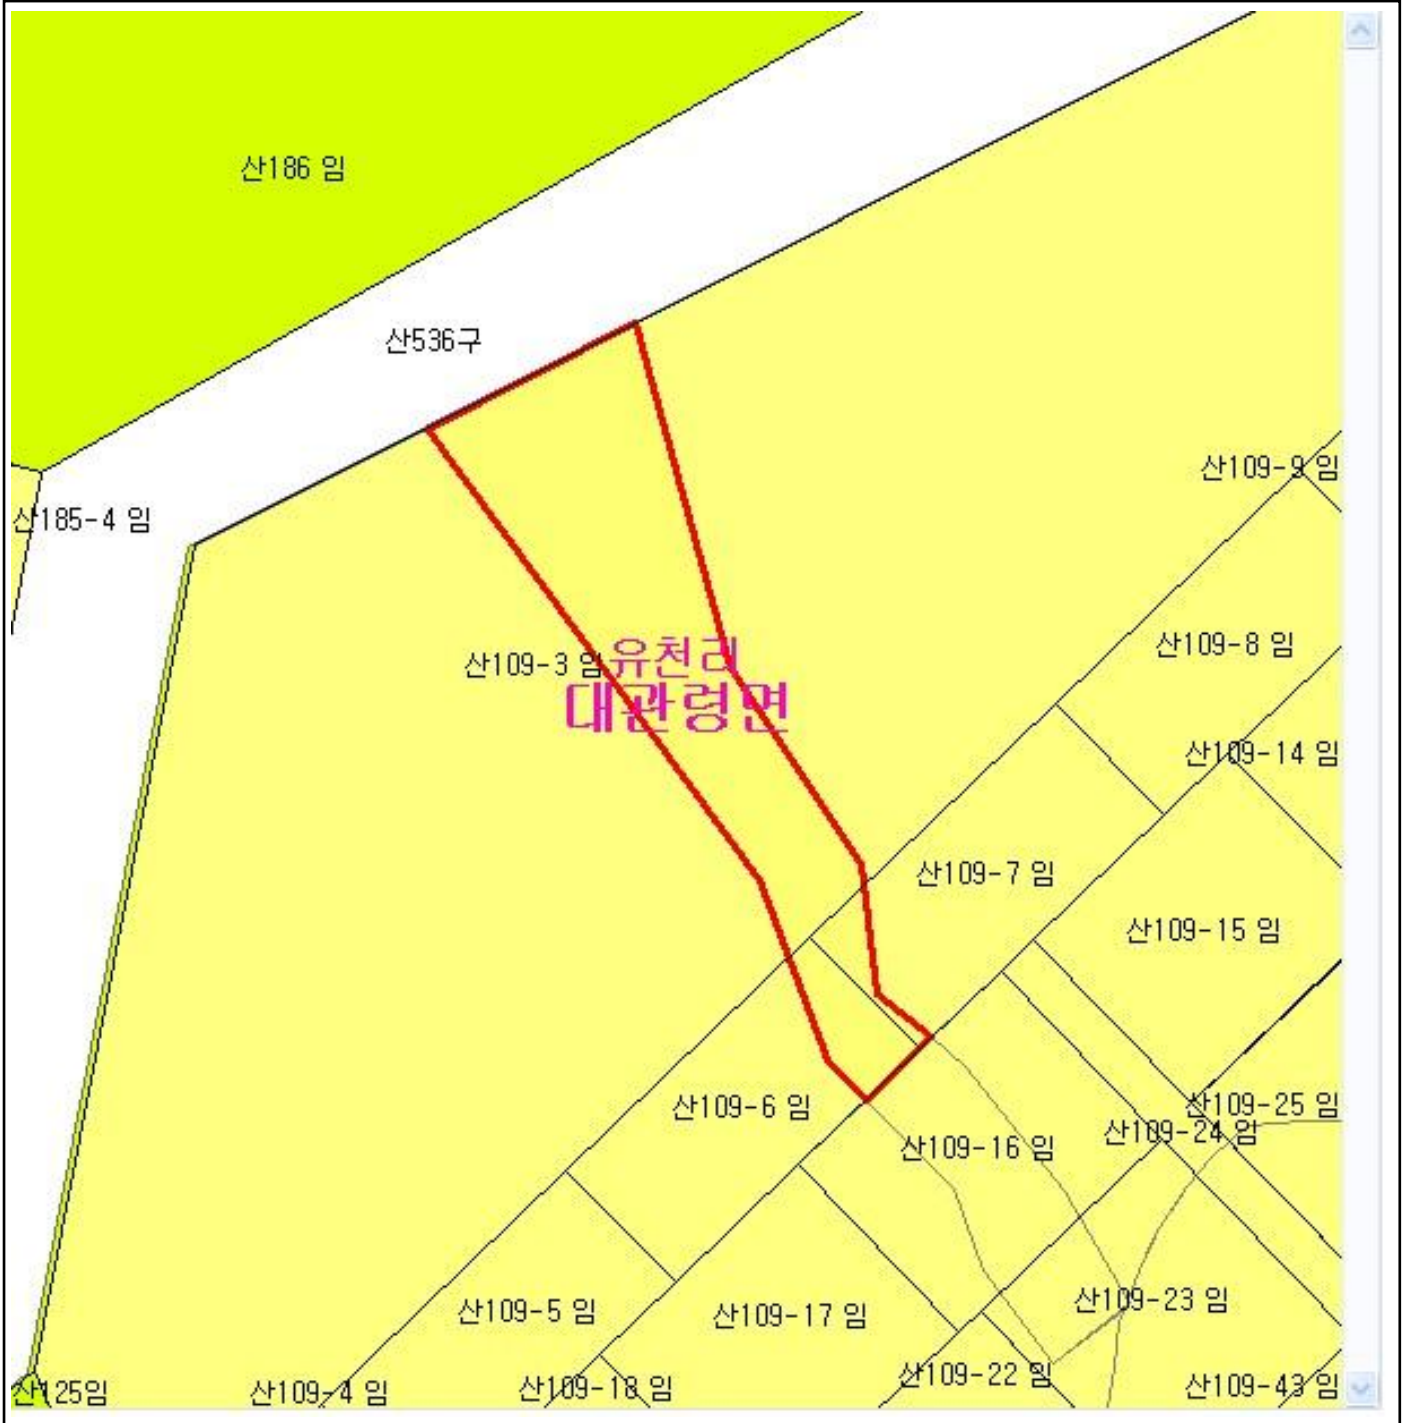 산186 임
산536구
산109-9 임
산185-4 임
산109-8 임
산109-3 임
유천리
대관령면
산109-14 임
산109-7 임
산109-15 임
산109-6 임
산109-25 임
산109-24 임
산109-16 임
산109-23 임
산109-5 임
산109-17 임
산109-22 임
산109-43 임
산109-18 임
산125임
산109-4 임